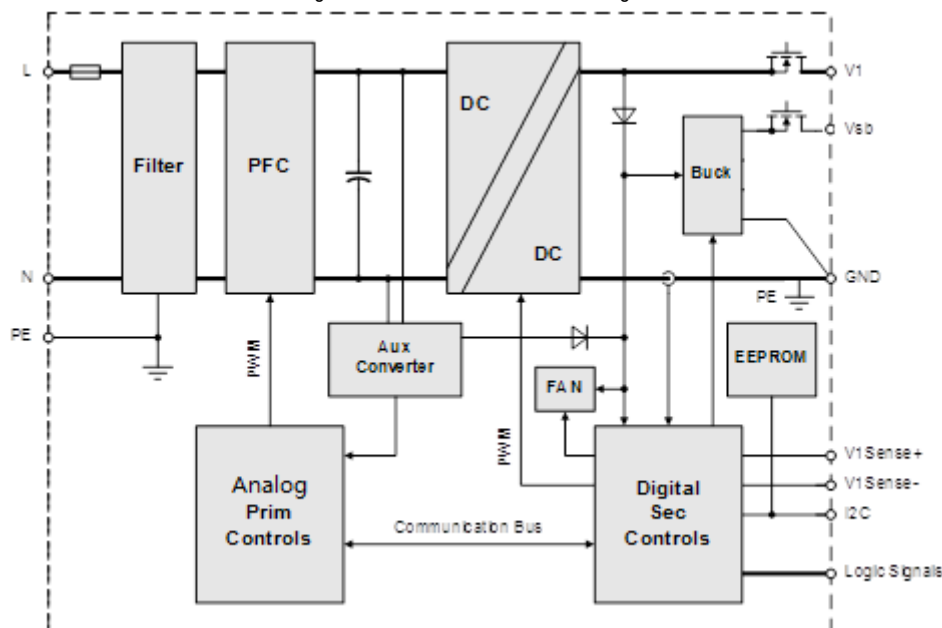 L
Filter
PFC
DC
DC
V1
Vsb
Buck
N
GND
PE
PE
PWM
Aux
Converter
FAN
EEPROM
PWM
Analog
Prim
Controls
Communication Bus
Digital
Sec
Controls
V1Sense+
V1Sense-
I2C
Logic Signals